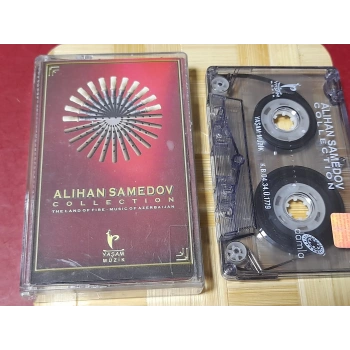 ALIHAN SAMEDOV
COLLECTION
THE LAND OF FIRE - MUSIC OF AZERBAIJAN
YAŞAM
MÜZİK
ALIHAN SAMEDOV
COLLECTION
YAŞAM MÜZİK